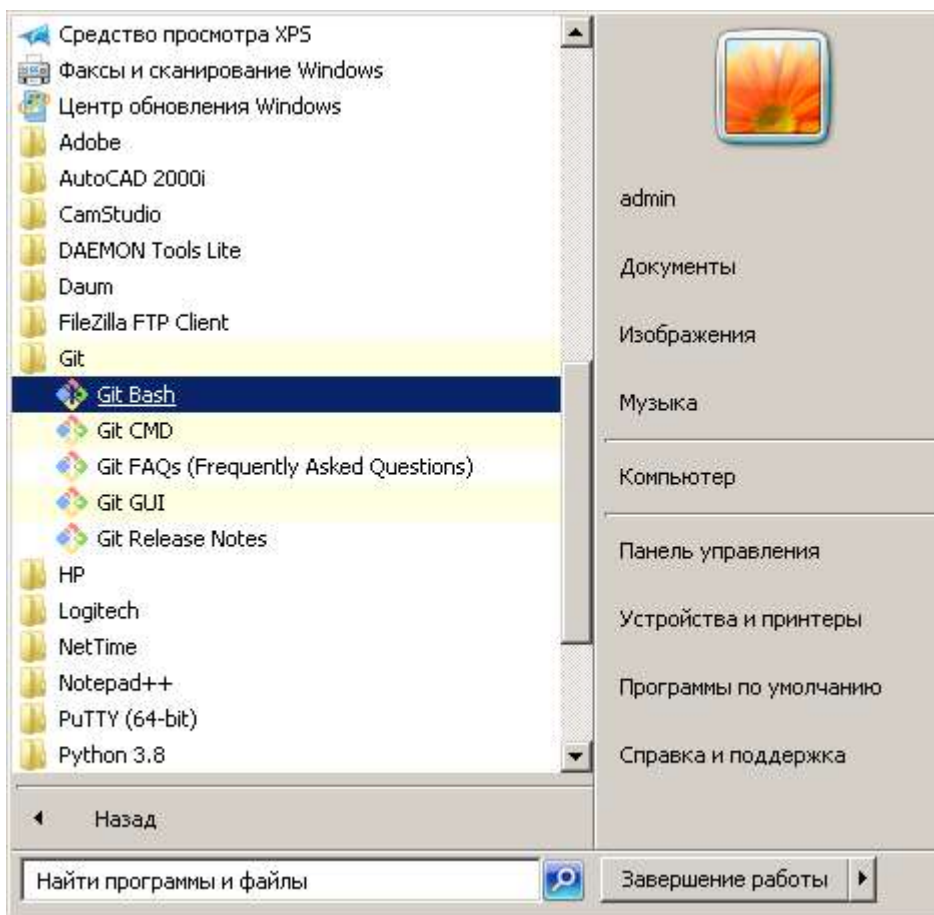 Средство просмотра XPS
Факсы и сканирование Windows
Центр обновления Windows
Adobe
AutoCAD 2000i
CamStudio
DAEMON Tools Lite
Daum
FileZilla FTP Client
Git
Git Bash
Git CMD
Git FAQs (Frequently Asked Questions)
Git GUI
Git Release Notes
HP
Logitech
NetTime
Notepad++
PuTTY (64-bit)
Python 3.8
Назад
Найти программы и файлы
admin
Документы
Изображения
Музыка
Компьютер
Панель управления
Устройства и принтеры
Программы по умолчанию
Справка и поддержка
Завершение работы